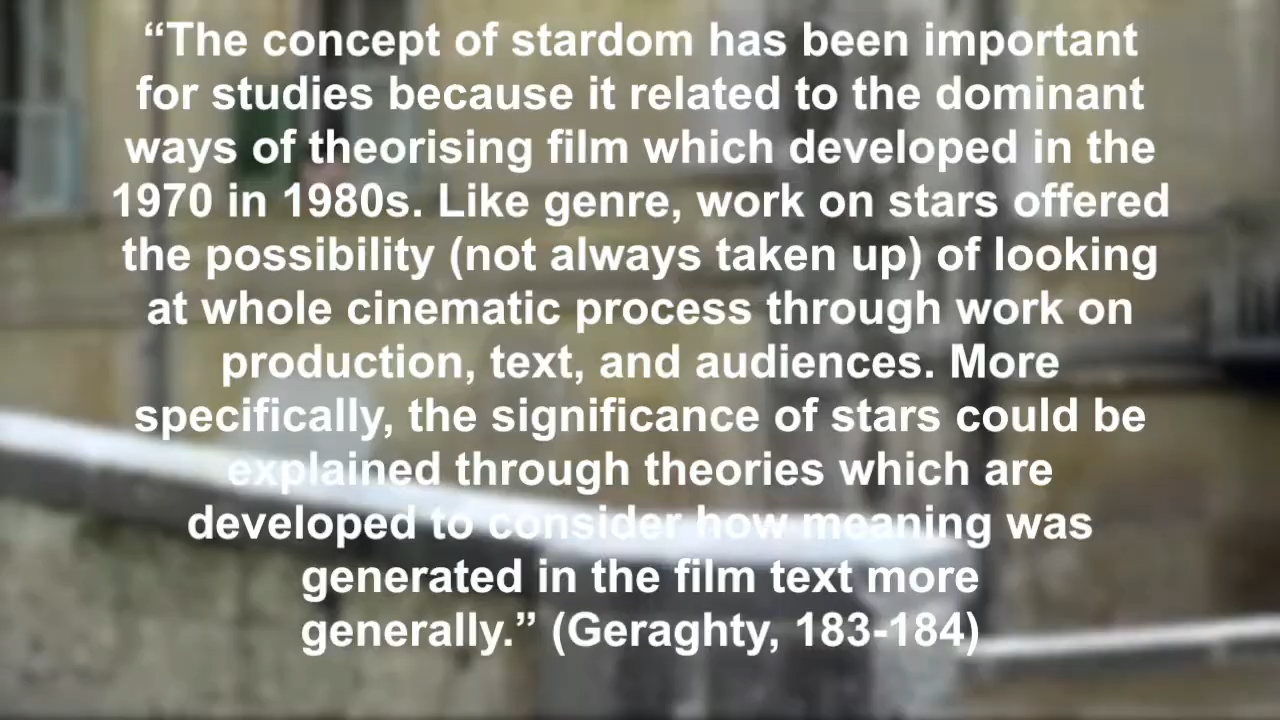 “The concept of stardom has been important
for studies because it related to the dominant
ways of theorising film which developed in the
1970 in 1980s. Like genre, work on stars offered
the possibility (not always taken up) of looking
at whole cinematic process through work on
production, text, and audiences. More
specifically, the significance of stars could be
explained through theories which are
developed to consider how meaning was
generated in the film text more
generally.” (Geraghty, 183-184)